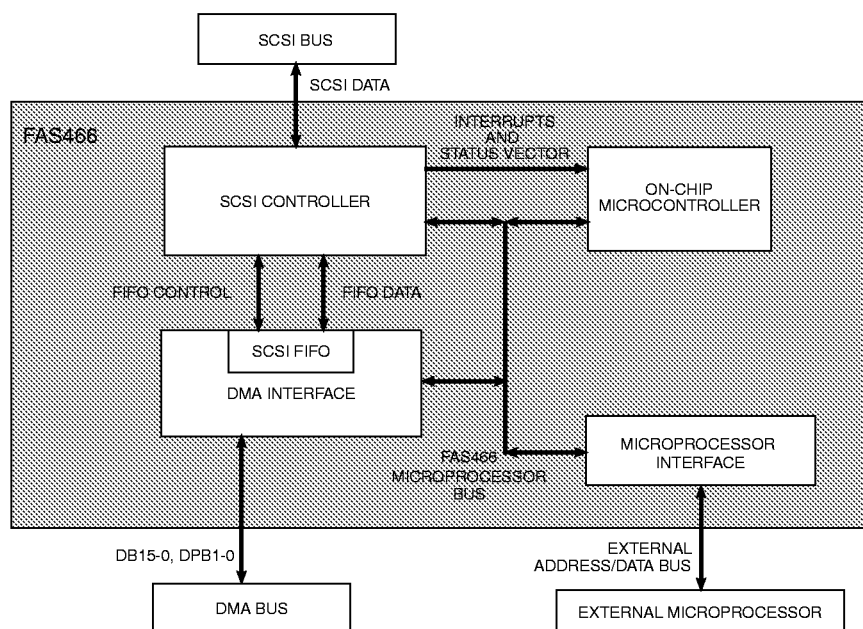 SCSI BUS
SCSI DATA
FAS466
INTERRUPTS
AND
STATUS VECTOR
SCSI CONTROLLER
ON-CHIP
MICROCONTROLLER
FIFO CONTROL
FIFO DATA
SCSI FIFO
DMA INTERFACE
FAS466
MICROPROCESSOR
BUS
MICROPROCESSOR
INTERFACE
DB15-0, DPB1-0
EXTERNAL
ADDRESS/DATA BUS
DMA BUS
EXTERNAL MICROPROCESSOR